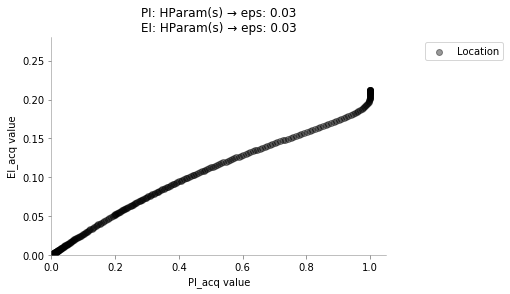 PI: HParam(s) → eps: 0.03
EI: HParam(s) → eps: 0.03
Location
EI_acq value
0.25
0.20
0.15
0.10
0.05
0.00
0.0 0.2 0.4 0.6 0.8 1.0
PI_acq value